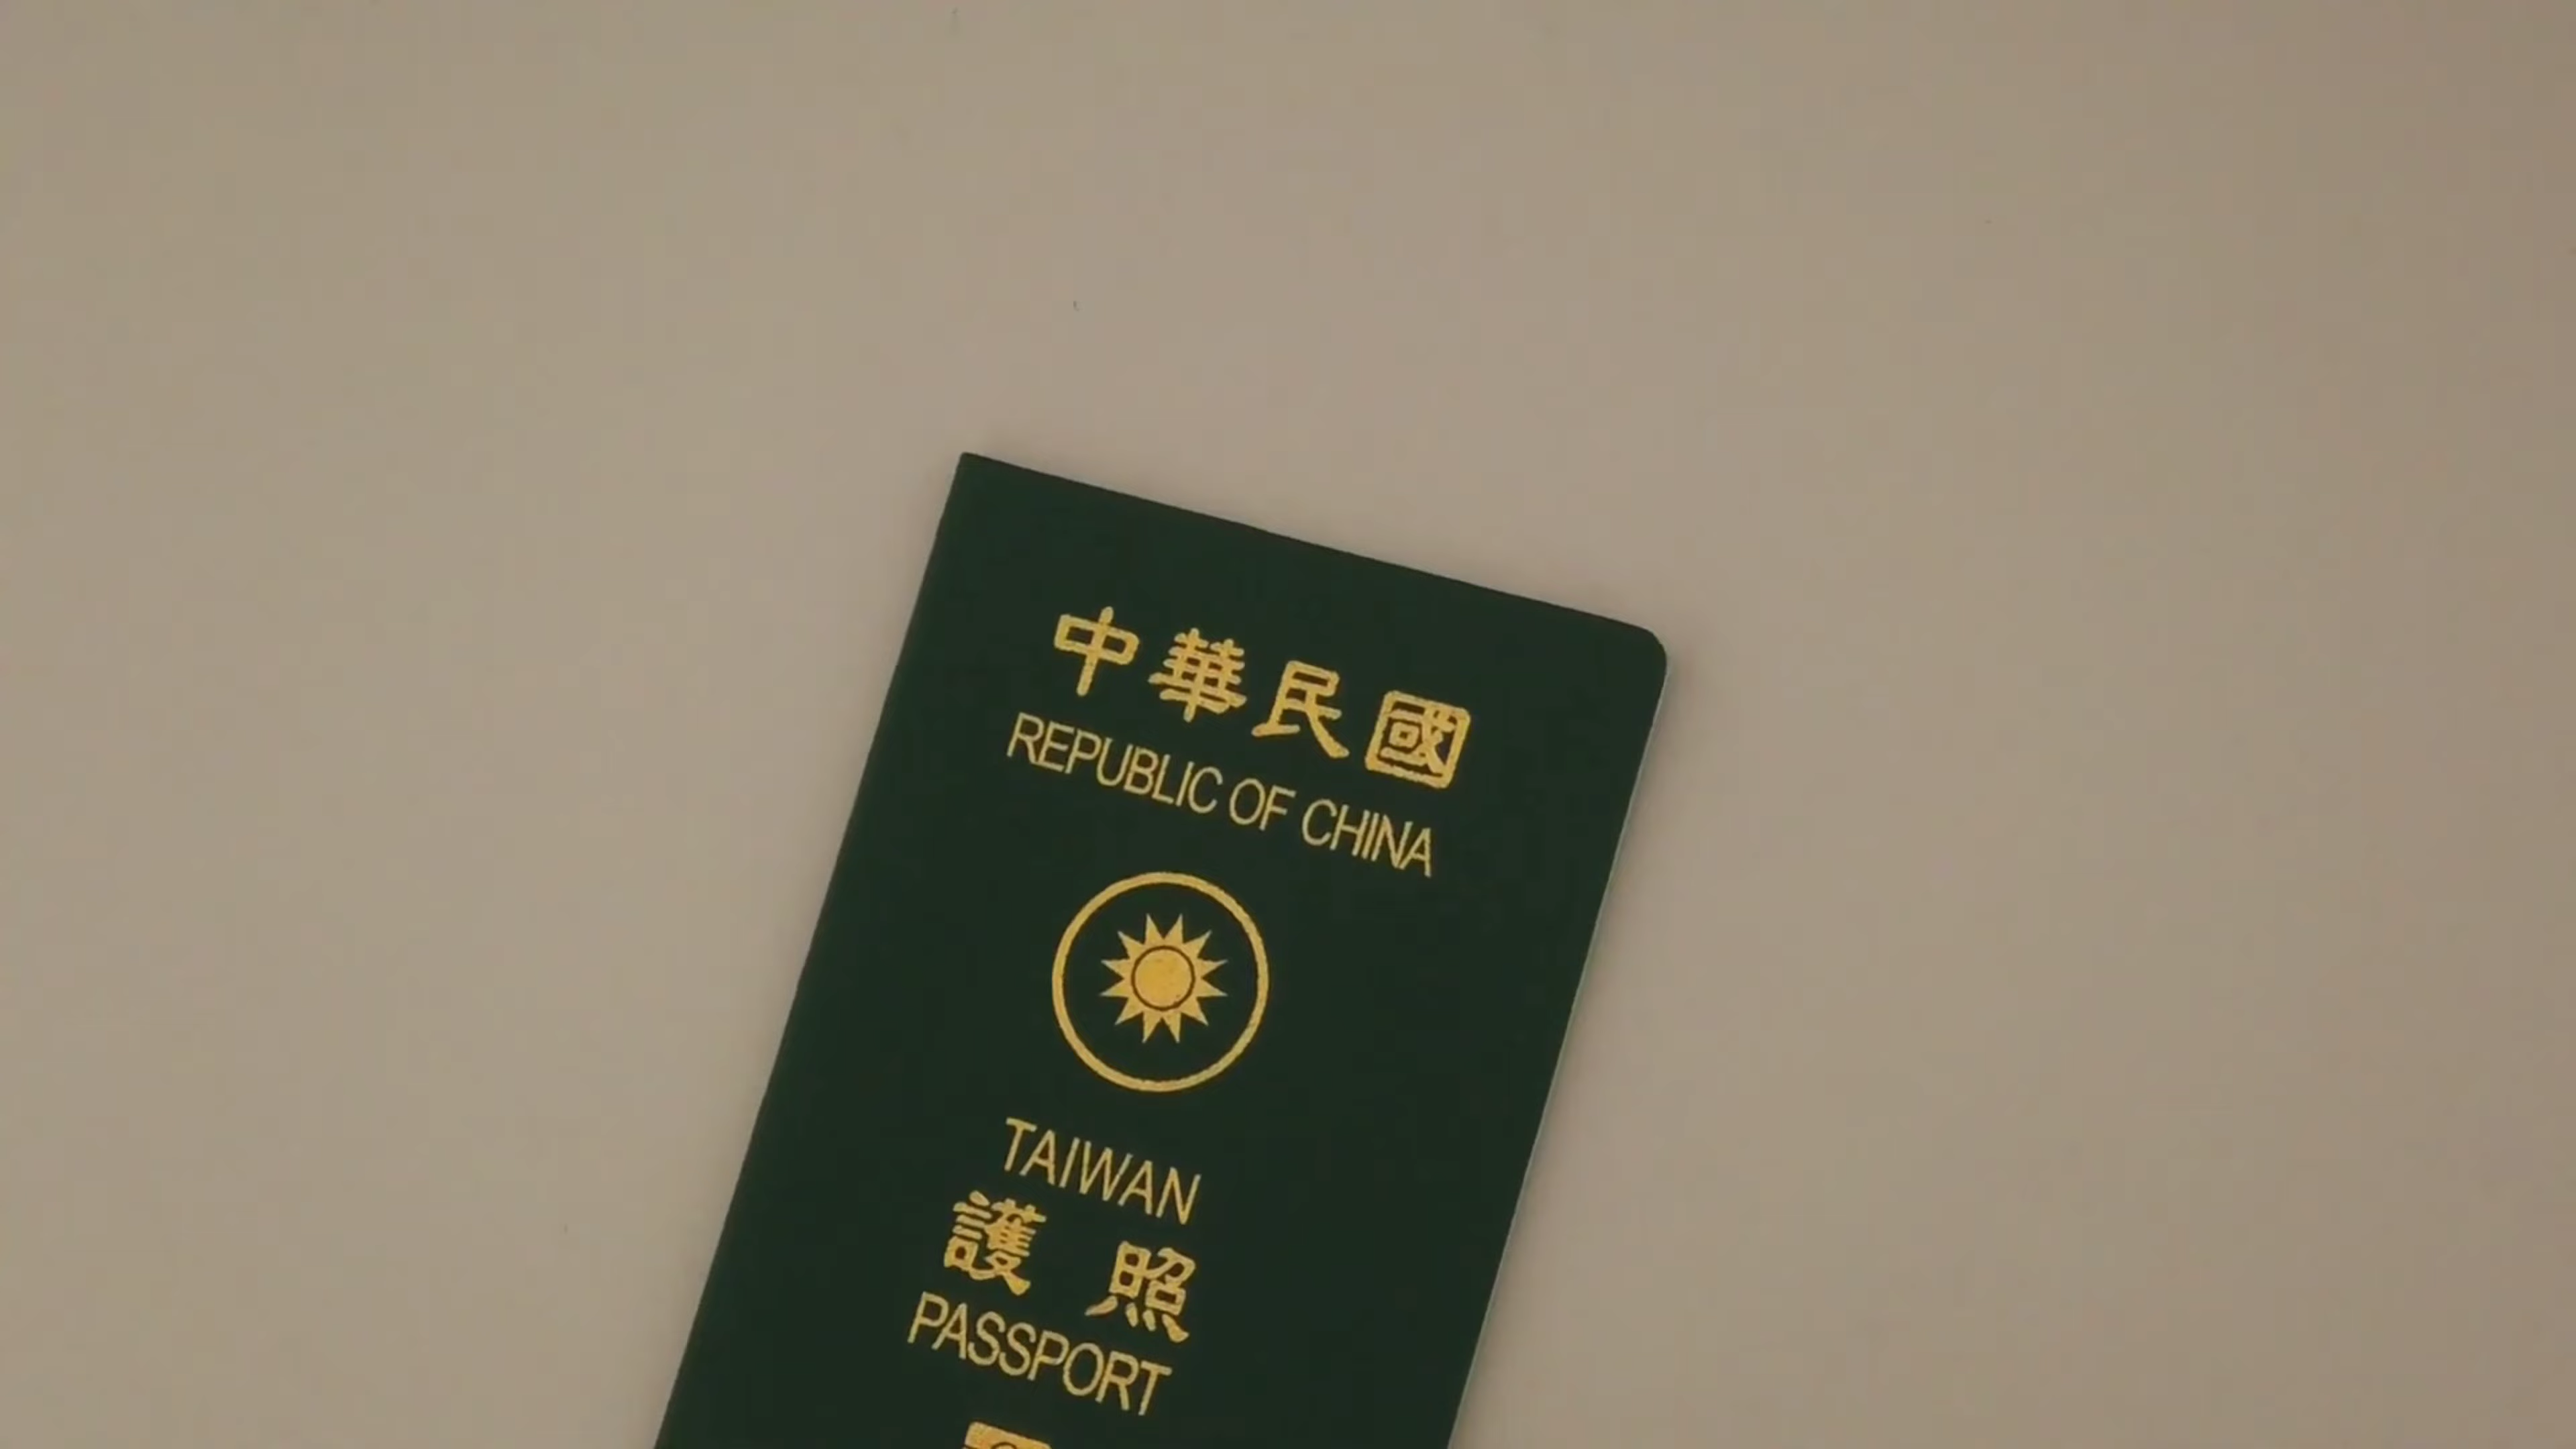 中華民國
REPUBLIC OF CHINA
TAIWAN
護照
PASSPORT